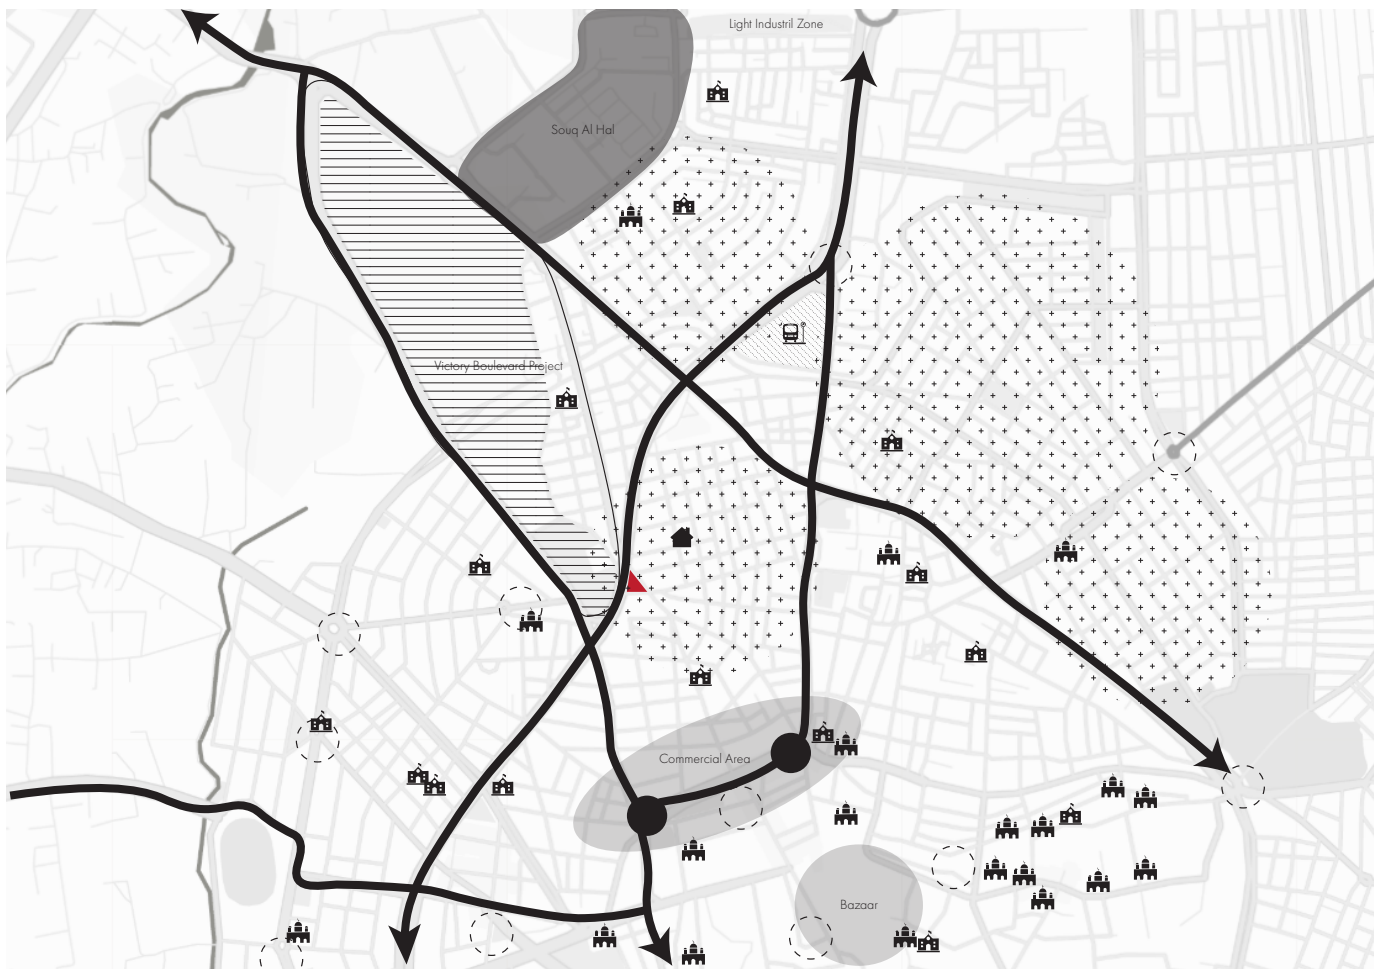 Light Industril Zone
Souq Al Hal
Victory Boulevard Project
Commercial Area
Bazaar